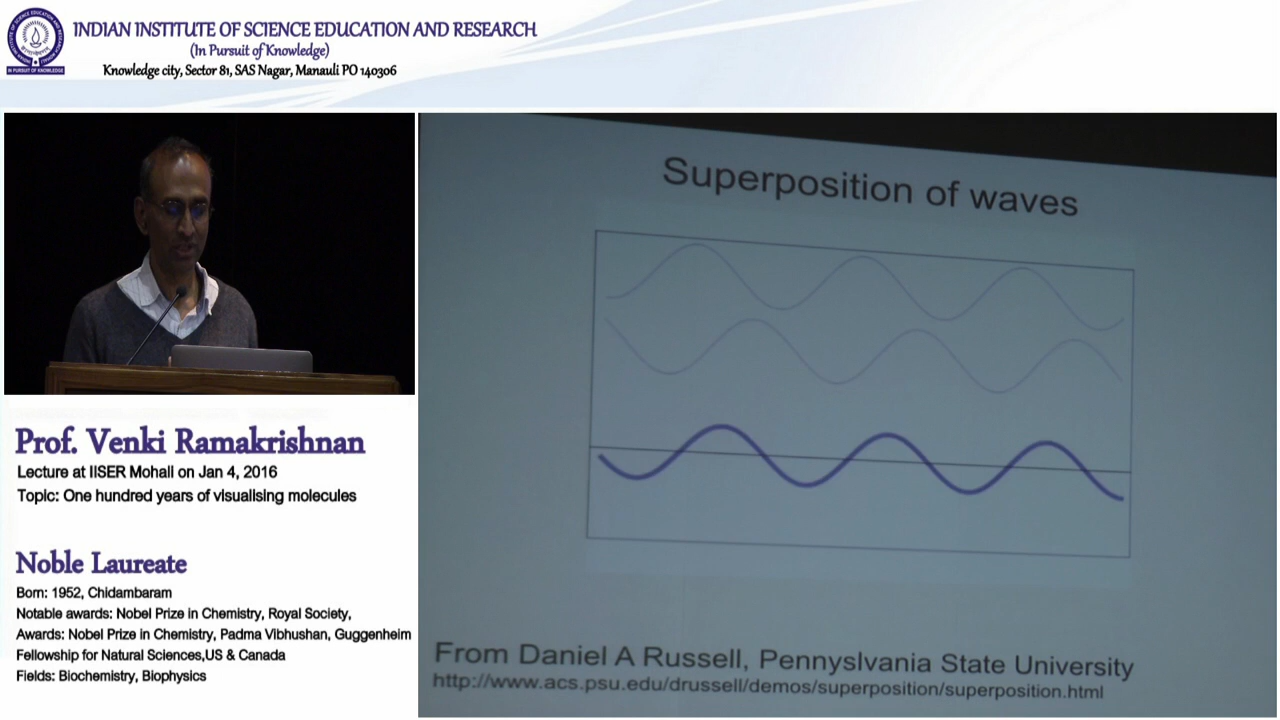 INDIAN INSTITUTE OF SCIENCE EDUCATION AND RESEARCH
(In Pursuit of Knowledge)
Knowledge city, Sector 81, SAS Nagar, Manauli PO 140306
IN PURSUIT OF KNOWLEDGE
Superposition of waves
From Daniel A Russell, Pennyslvania State University
http://www.acs.psu.edu/drussell/demos/superposition/superposition.html
Prof. Venki Ramakrishnan
Lecture at IISER Mohali on Jan 4, 2016
Topic: One hundred years of visualising molecules
Noble Laureate
Born: 1952, Chidambaram
Notable awards: Nobel Prize in Chemistry, Royal Society,
Awards: Nobel Prize in Chemistry, Padma Vibhushan, Guggenheim
Fellowship for Natural Sciences,US & Canada
Fields: Biochemistry, Biophysics